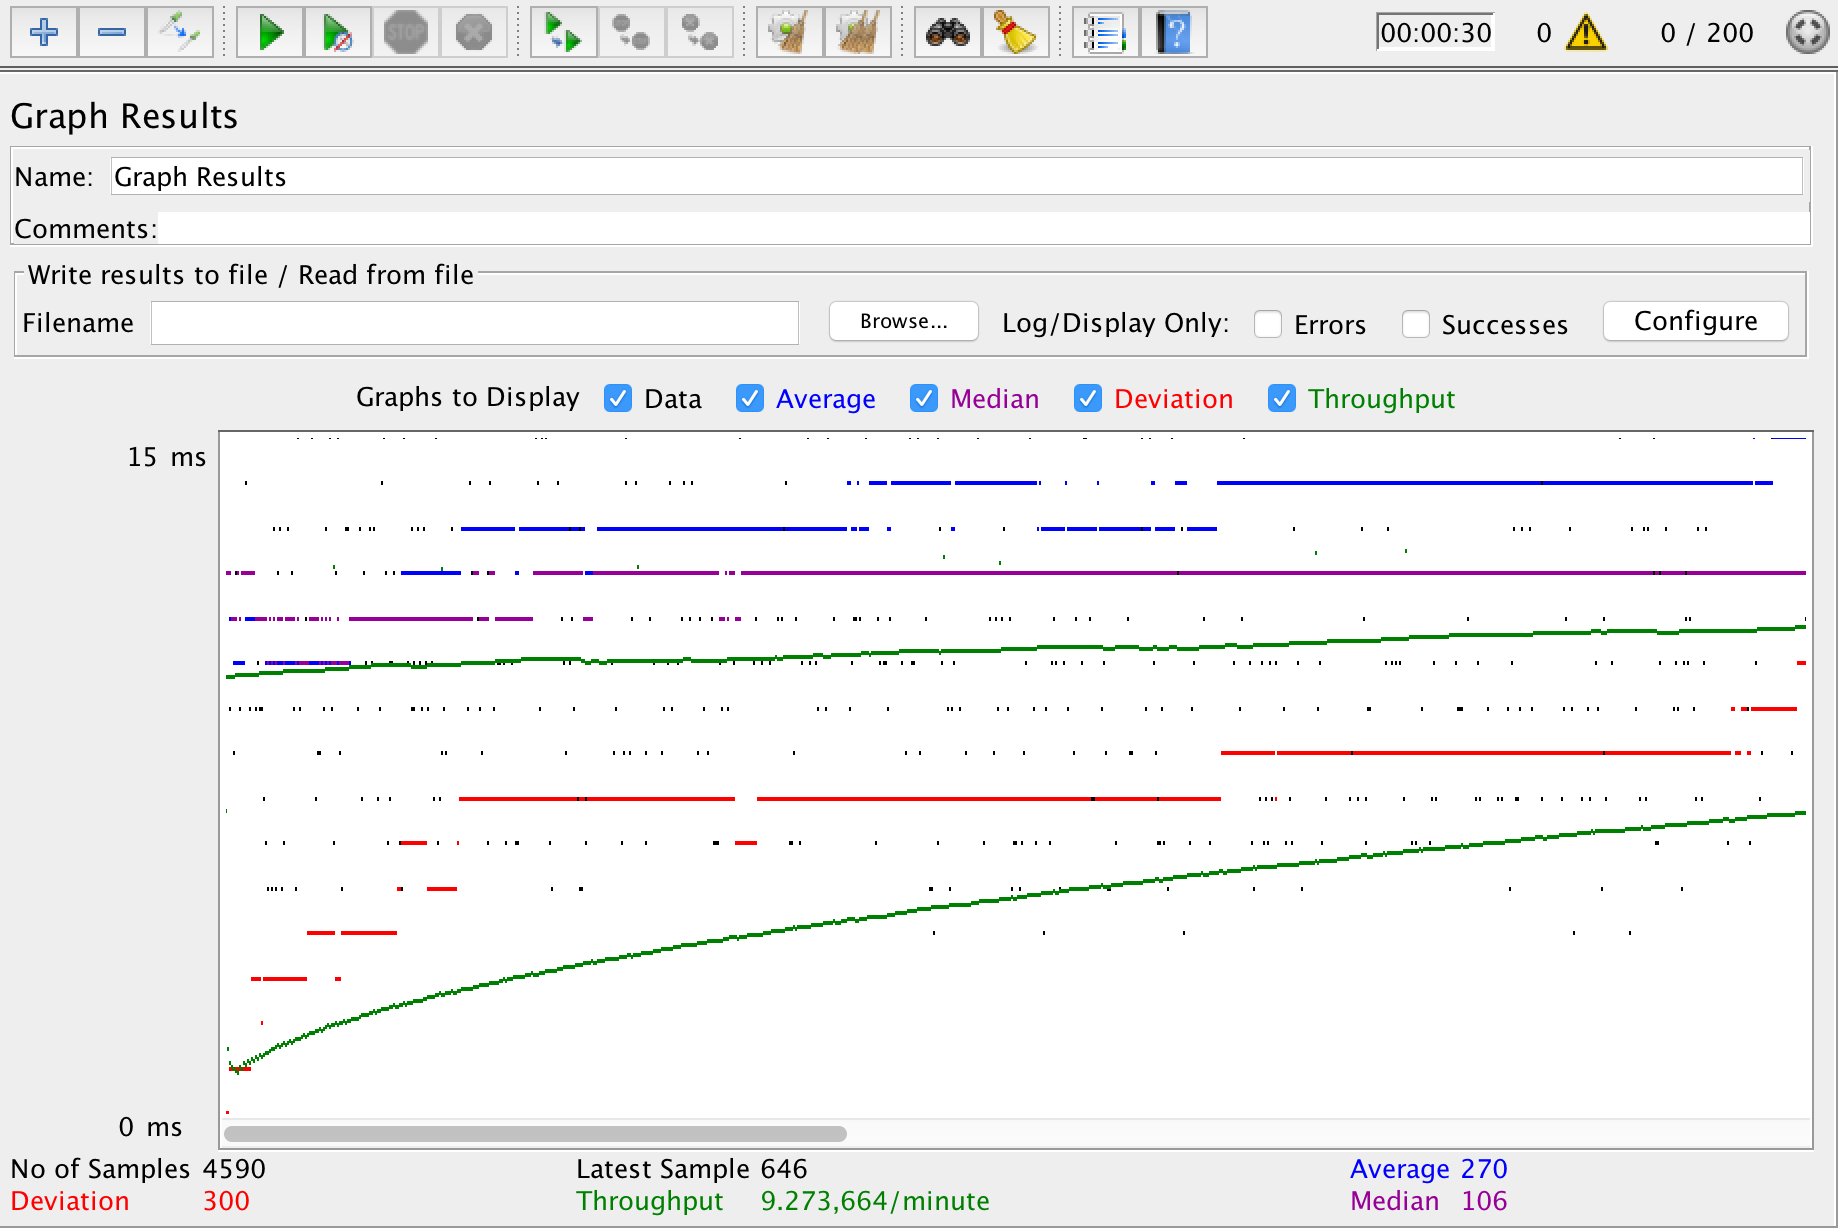 STOP 00:00:30 0 0 / 200
Graph Results
Name: Graph Results
Comments:
Write results to file / Read from file
Filename Browse... Log/Display Only: Errors Successes Configure
Graphs to Display Data Average Median Deviation Throughput
15 ms
0 ms
No of Samples 4590 Latest Sample 646 Average 270
Deviation 300 Throughput 9.273,664/minute Median 106